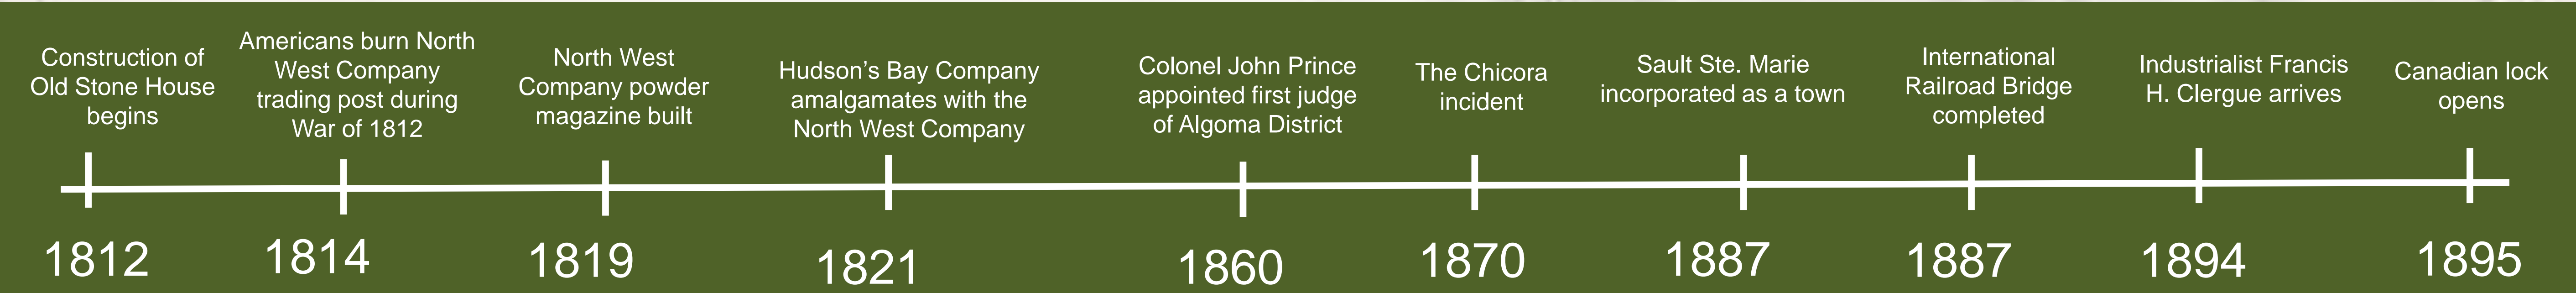 Construction of
Old Stone House
begins
1812
Americans burn North
West Company
trading post during
War of 1812
1814
North West
Company powder
magazine built
1819
Hudson’s Bay Company
amalgamates with the
North West Company
1821
Colonel John Prince
appointed first judge
of Algoma District
1860
The Chicora
incident
1870
Sault Ste. Marie
incorporated as a town
1887
International
Railroad Bridge
completed
1887
Industrialist Francis
H. Clergue arrives
1894
Canadian lock
opens
1895